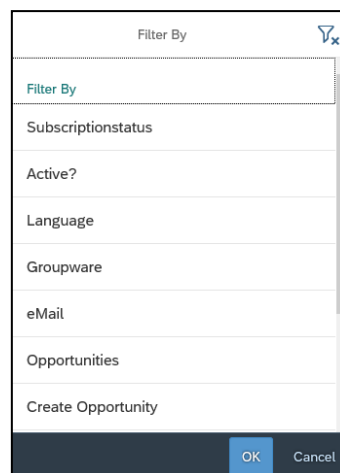 Filter By
Filter By
Subscriptionstatus
Active?
Language
Groupware
eMail
Opportunities
Create Opportunity
OK Cancel